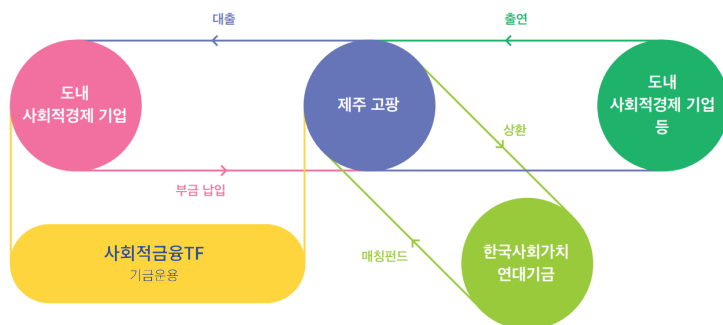 대출
출연
도내
사회적경제 기업
제주 고팡
도내
사회적경제 기업
등
상환
부금 납입
사회적금융TF
기금운용
매칭펀드
한국사회가치
연대기금